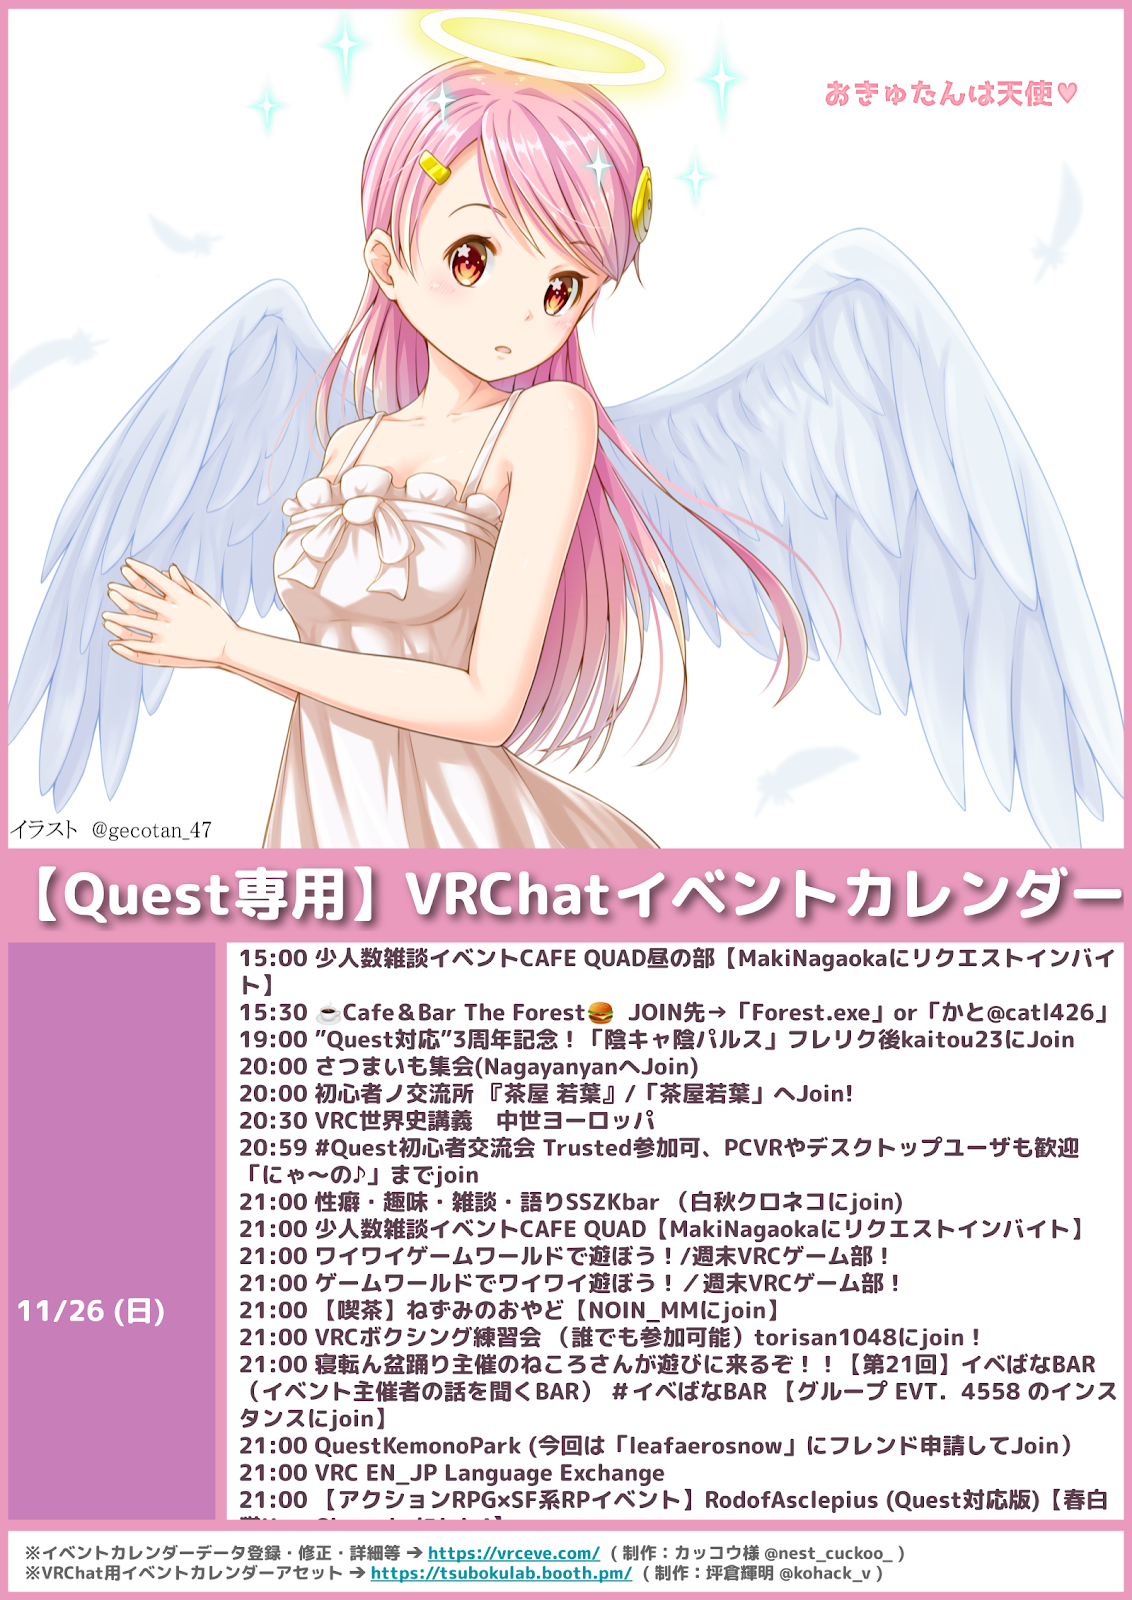 おきゅたんは天使♥
イラスト @gecotan_47
【Quest専用】VRChatイベントカレンダー
11/26 (日)
15:00 少人数雑談イベントCAFE QUAD昼の部【MakiNagaokaにリクエストインバイ
ト】
15:30 ☕Cafe＆Bar The Forest🍔 JOIN先→「Forest.exe」or「かと@catl426」
19:00 ”Quest対応”3周年記念！「陰キャ陰パルス」フレリク後kaitou23にJoin
20:00 さつまいも集会(NagayanyanへJoin)
20:00 初心者ノ交流所 『茶屋 若葉』/「茶屋若葉」へJoin!
20:30 VRC世界史講義　中世ヨーロッパ
20:59 #Quest初心者交流会 Trusted参加可、PCVRやデスクトップユーザも歓迎
「にゃ～の♪」までjoin
21:00 性癖・趣味・雑談・語りSSZKbar （白秋クロネコにjoin)
21:00 少人数雑談イベントCAFE QUAD【MakiNagaokaにリクエストインバイト】
21:00 ワイワイゲームワールドで遊ぼう！/週末VRCゲーム部！
21:00 ゲームワールドでワイワイ遊ぼう！／週末VRCゲーム部！
21:00 【喫茶】ねずみのおやど【NOIN_MMにjoin】
21:00 VRCボクシング練習会 （誰でも参加可能）torisan1048にjoin！
21:00 寝転ん盆踊り主催のねころさんが遊びに来るぞ！！【第21回】イベばなBAR
（イベント主催者の話を聞くBAR） ＃イベばなBAR 【グループ EVT．4558 のインス
タンスにjoin】
21:00 QuestKemonoPark (今回は「leafaerosnow」にフレンド申請してJoin）
21:00 VRC EN_JP Language Exchange
21:00 【アクションRPG×SF系RPイベント】RodofAsclepius (Quest対応版)【春白
※イベントカレンダーデータ登録・修正・詳細等 ➔ https://vrceve.com/ ( 制作：カッコウ様 @nest_cuckoo_ )
※VRChat用イベントカレンダーアセット ➔ https://tsubokulab.booth.pm/ ( 制作：坪倉輝明 @kohack_v )